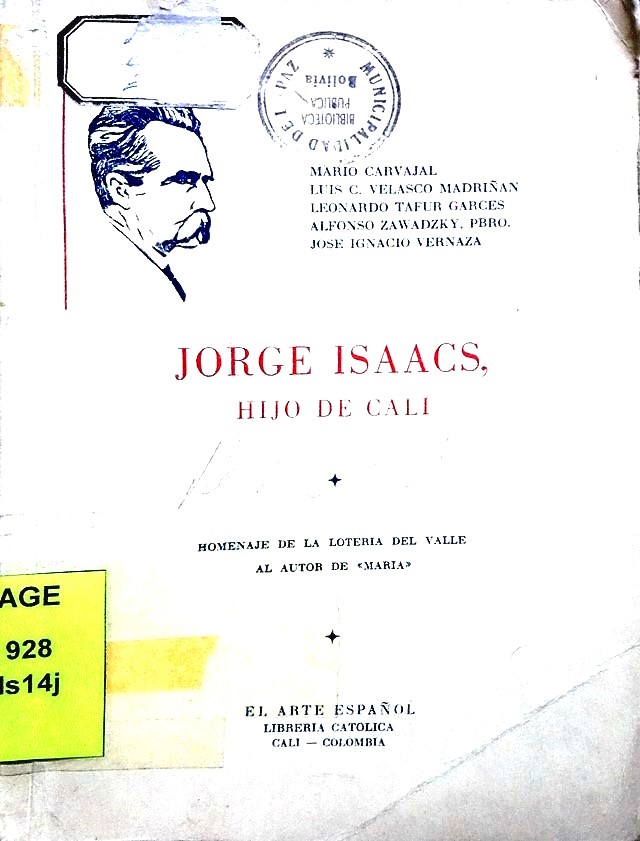 MUNICIPALIDAD DE LA PAZ
BIBLIOTECA
PUBLICA
Bolivia
MARIO CARVAJAL
LUIS C. VELASCO MADRIÑAN
LEONARDO TAFUR GARCES
ALFONSO ZAWADZKY, PBRO.
JOSE IGNACIO VERNAZA
JORGE ISAACS,
HIJO DE CALI
HOMENAJE DE LA LOTERIA DEL VALLE
AL AUTOR DE «MARIA»
AGE
928
Is14j
EL ARTE ESPAÑOL
LIBRERIA CATOLICA
CALI — COLOMBIA